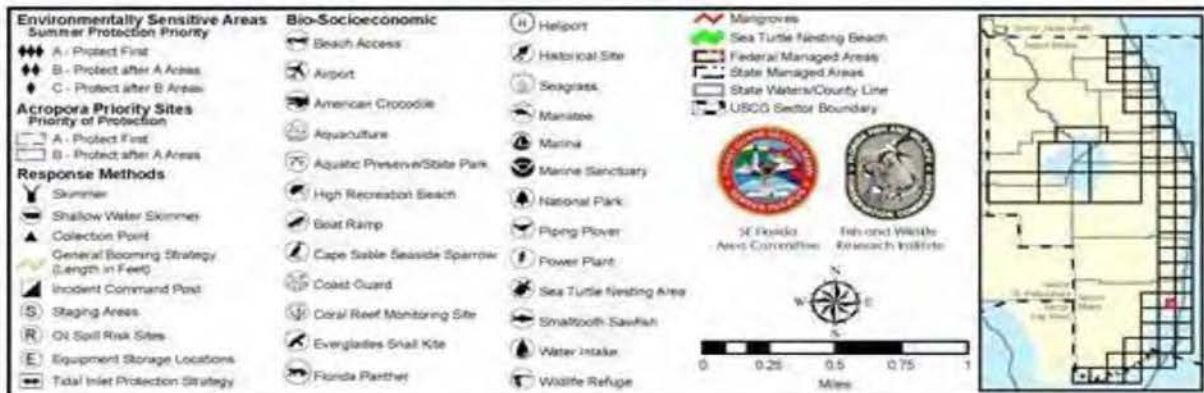 Environmentally Sensitive Areas
Summer Protection Priority
A - Protect First
B - Protect after A Areas
C - Protect after B Areas
Acropora Priority Sites
Priority of Protection
A - Protect First
B - Protect after A Areas
Response Methods
Skimmer
Shallow Water Skimmer
Collection Point
General Booming Strategy
(Length in Feet)
Incident Command Post
S Staging Areas
R Oil Spill Risk Sites
E Equipment Storage Locations
Tidal Inlet Protection Strategy
Bio-Socioeconomic
Beach Access
Airport
American Crocodile
Aquaculture
Aquatic Preserve/State Park
High Recreation Beach
Boat Ramp
Cape Sable Seaside Sparrow
Coast Guard
Coral Reef Monitoring Site
Everglades Snail Kite
Florida Panther
H Heliport
Historical Site
Seagrass
Manatee
Marina
Marine Sanctuary
National Park
Piping Plover
Power Plant
Sea Turtle Nesting Area
Smalltooth Sawfish
Water Intake
Wildlife Refuge
Mangroves
Sea Turtle Nesting Beach
Federal Managed Areas
State Managed Areas
State Waters/County Line
USCG Sector Boundary
SE Florida
Area Committee
Fish and Wildlife
Research Institute
N
W E
S
0 0.25 0.5 0.75 1
Miles